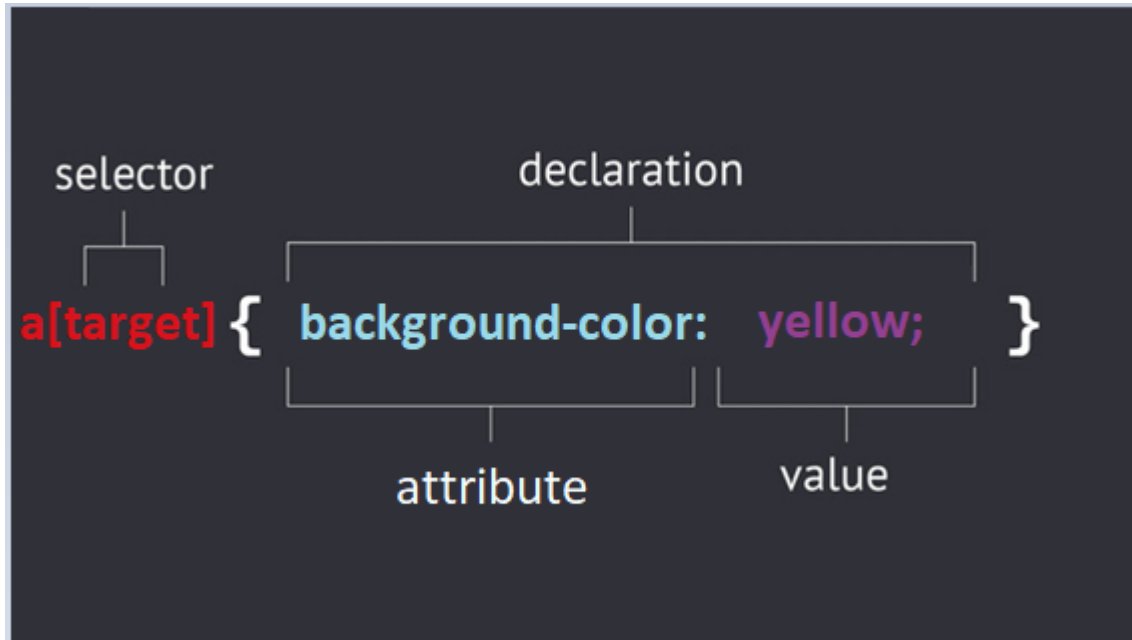 selector declaration
a[target] { background-color: yellow; }
attribute value